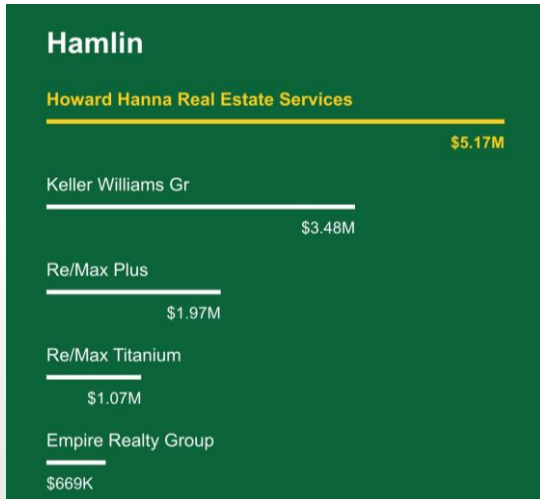 Hamlin
Howard Hanna Real Estate Services
$5.17M
Keller Williams Gr
$3.48M
Re/Max Plus
$1.97M
Re/Max Titanium
$1.07M
Empire Realty Group
$669K